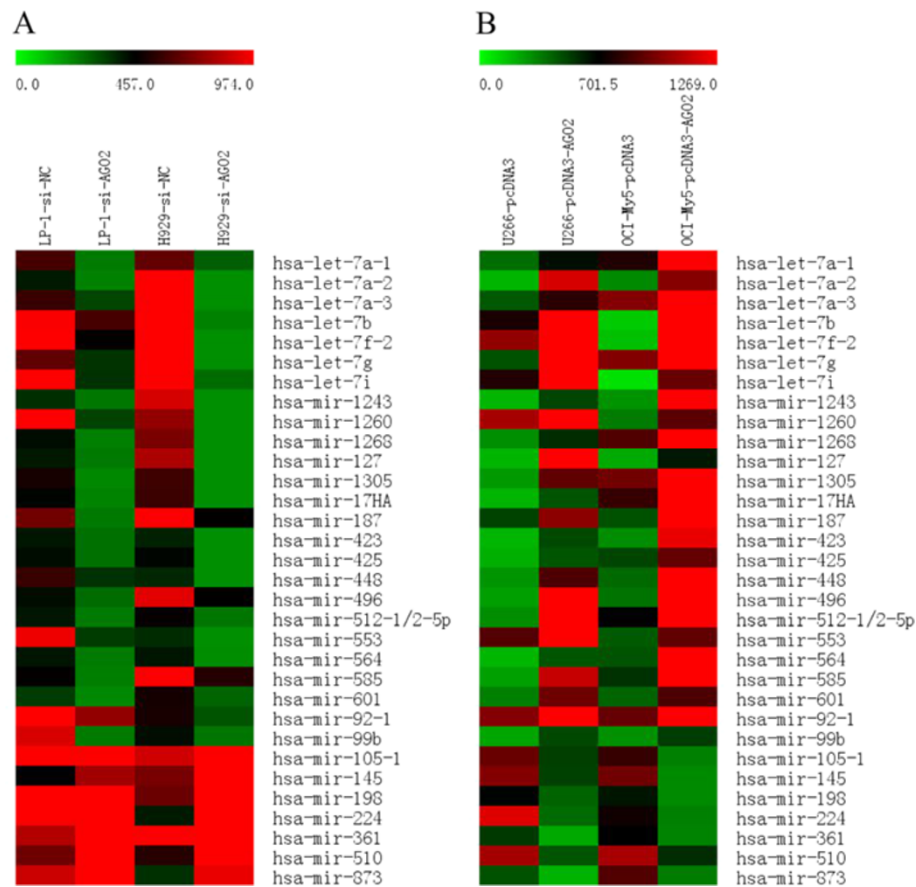 A
B
0.0 457.0 974.0
0.0 701.5 1269.0
LP-1-si-NC
LP-1-si-AGO2
H929-si-NC
H929-si-AGO2
U266-pcDNA3
U266-pcDNA3-AGO2
OCI-My5-pcDNA3
OCI-My5-pcDNA3-AGO2
hsa-let-7a-1
hsa-let-7a-2
hsa-let-7a-3
hsa-let-7b
hsa-let-7f-2
hsa-let-7g
hsa-let-7i
hsa-mir-1243
hsa-mir-1260
hsa-mir-1268
hsa-mir-127
hsa-mir-1305
hsa-mir-17HA
hsa-mir-187
hsa-mir-423
hsa-mir-425
hsa-mir-448
hsa-mir-496
hsa-mir-512-1/2-5p
hsa-mir-553
hsa-mir-564
hsa-mir-585
hsa-mir-601
hsa-mir-92-1
hsa-mir-99b
hsa-mir-105-1
hsa-mir-145
hsa-mir-198
hsa-mir-224
hsa-mir-361
hsa-mir-510
hsa-mir-873
hsa-let-7a-1
hsa-let-7a-2
hsa-let-7a-3
hsa-let-7b
hsa-let-7f-2
hsa-let-7g
hsa-let-7i
hsa-mir-1243
hsa-mir-1260
hsa-mir-1268
hsa-mir-127
hsa-mir-1305
hsa-mir-17HA
hsa-mir-187
hsa-mir-423
hsa-mir-425
hsa-mir-448
hsa-mir-496
hsa-mir-512-1/2-5p
hsa-mir-553
hsa-mir-564
hsa-mir-585
hsa-mir-601
hsa-mir-92-1
hsa-mir-99b
hsa-mir-105-1
hsa-mir-145
hsa-mir-198
hsa-mir-224
hsa-mir-361
hsa-mir-510
hsa-mir-873